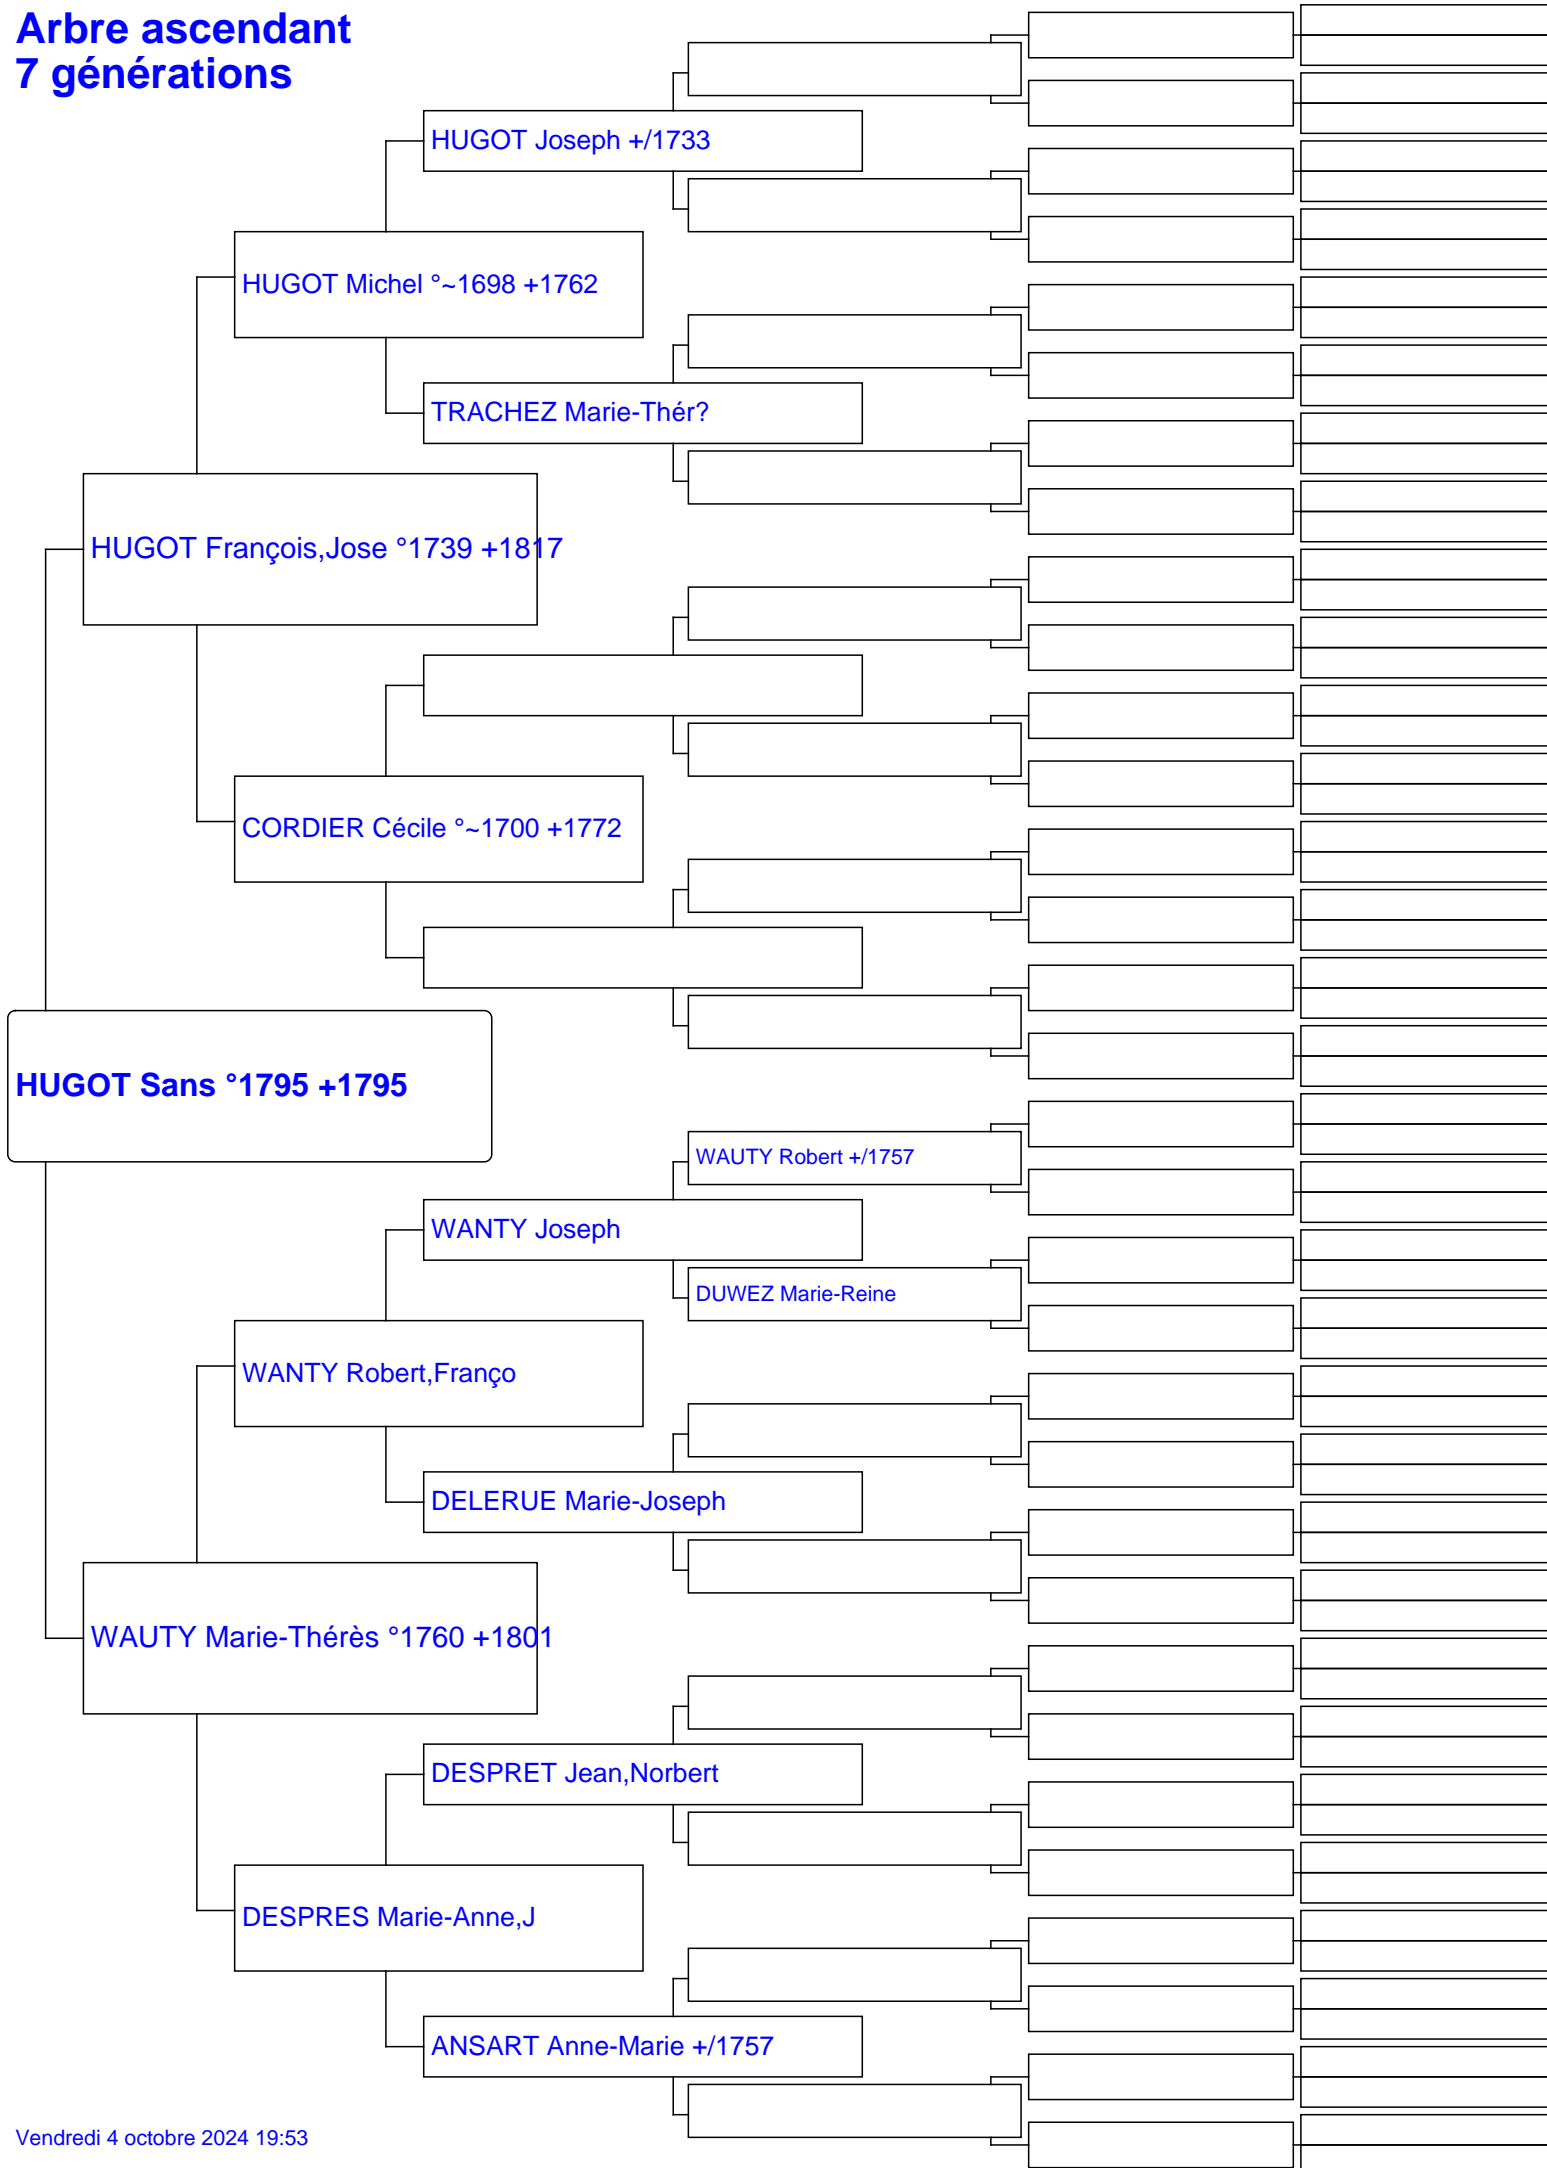 Arbre ascendant
7 générations
HUGOT Joseph +/1733
HUGOT Michel °~1698 +1762
TRACHEZ Marie-Thér?
HUGOT François,Jose °1739 +1817
CORDIER Cécile °~1700 +1772
HUGOT Sans °1795 +1795
WAUTY Robert +/1757
WANTY Joseph
DUWEZ Marie-Reine
WANTY Robert,Franço
DELERUE Marie-Joseph
WAUTY Marie-Thérès °1760 +1801
DESPRET Jean,Norbert
DESPRES Marie-Anne,J
ANSART Anne-Marie +/1757
Vendredi 4 octobre 2024 19:53